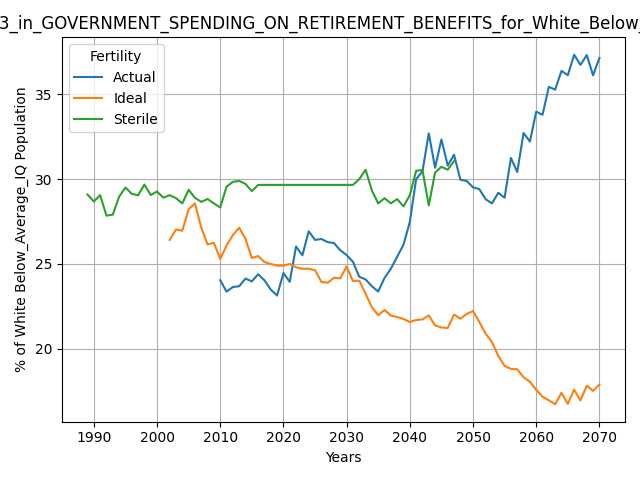 3_in_GOVERNMENT_SPENDING_ON_RETIREMENT_BENEFITS_for_White_Below_
Fertility
Actual
Ideal
Sterile
% of White Below_Average_IQ Population
35
30
25
20
1990 2000 2010 2020 2030 2040 2050 2060 2070
Years